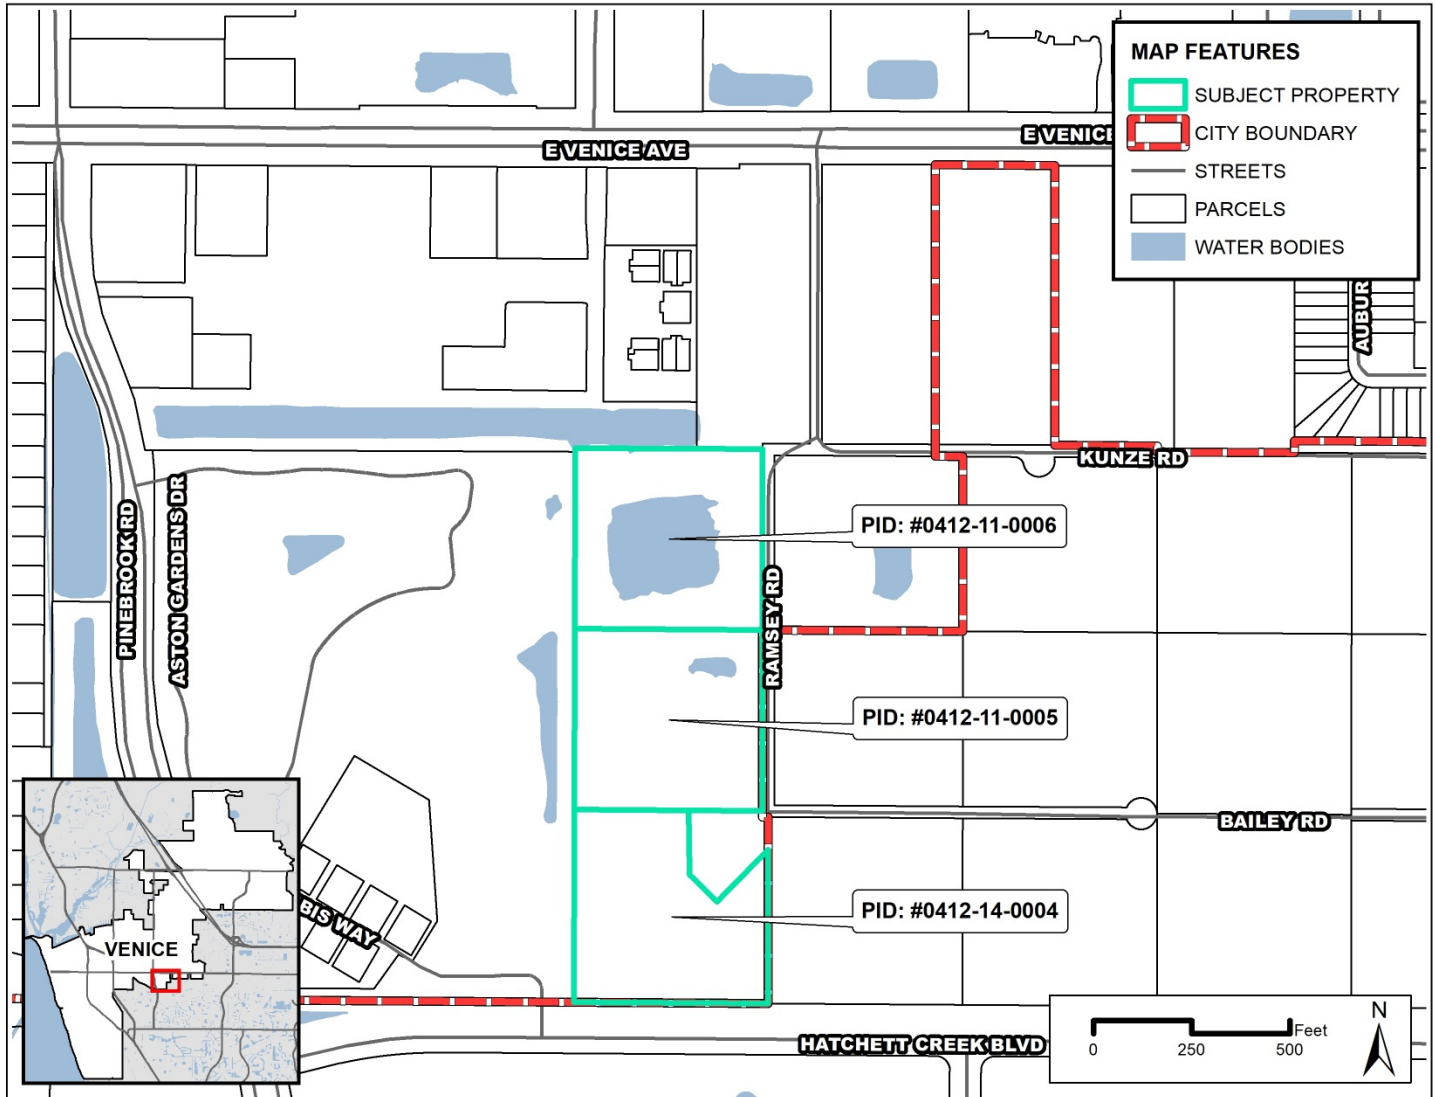 MAP FEATURES
SUBJECT PROPERTY
CITY BOUNDARY
STREETS
PARCELS
WATER BODIES
E VENICE
E VENICE AVE
AUBUR
KUNZE RD
PID: #0412-11-0006
PINEBROOK RD
ASTON GARDENS DR
RAMSEY RD
PID: #0412-11-0005
BAILEY RD
PID: #0412-14-0004
BIS WAY
VENICE
HATCHETT CREEK BLVD
Feet
0 250 500
N